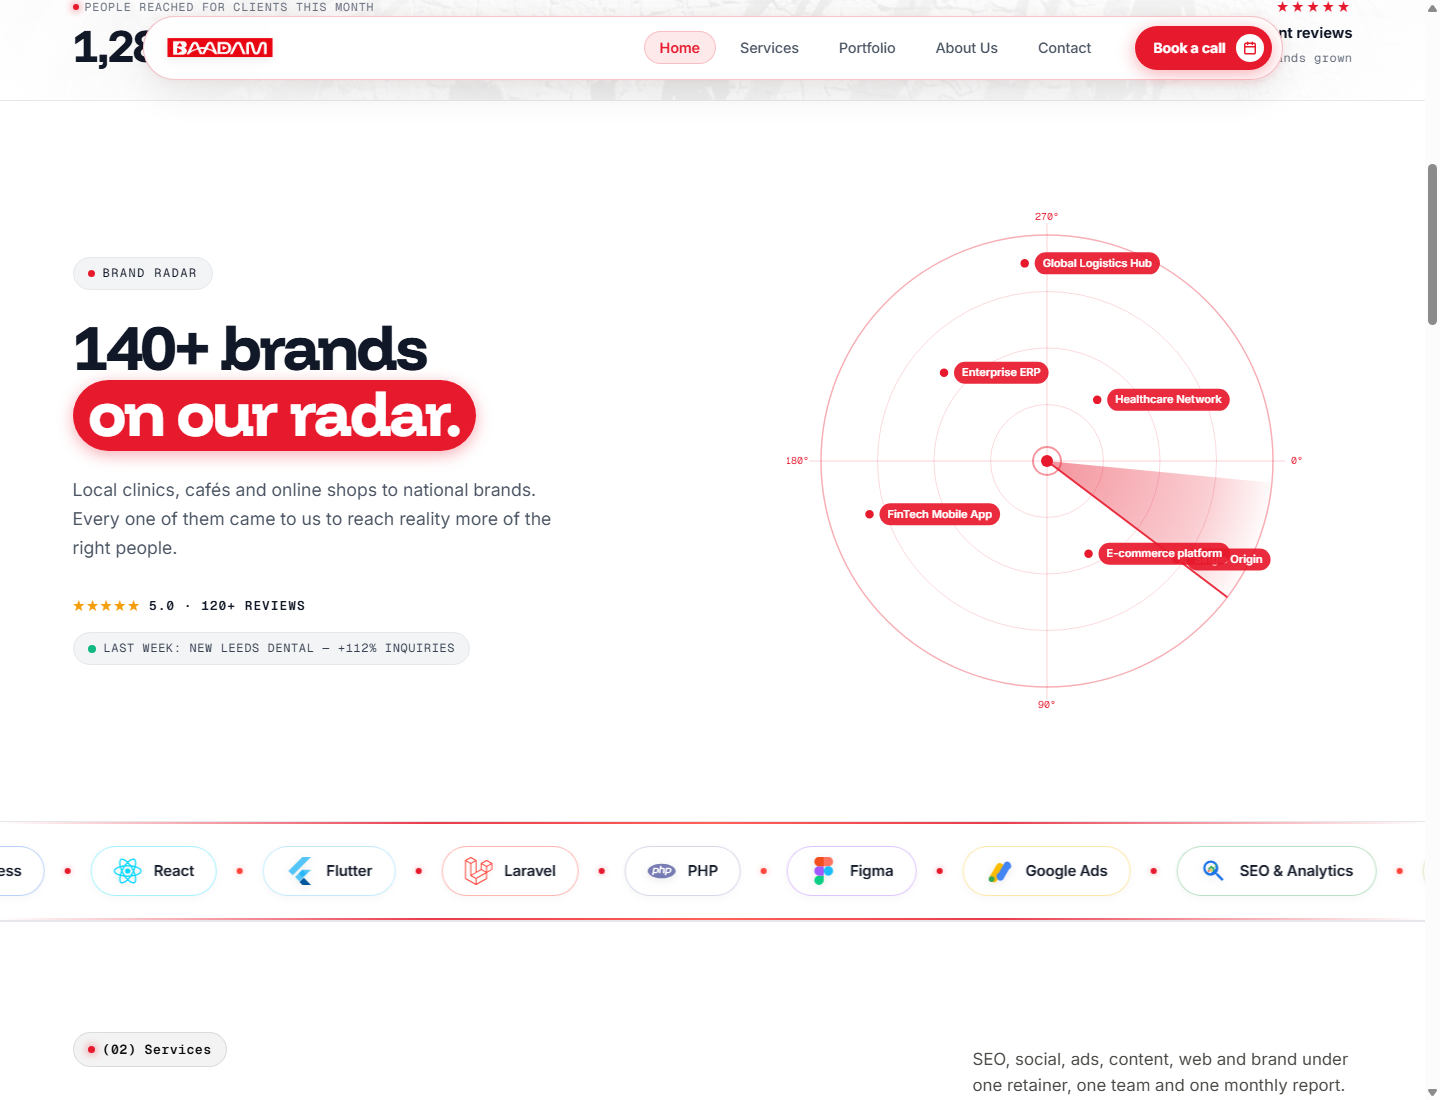 PEOPLE REACHED FOR CLIENTS THIS MONTH
★★★★★
1,28
BAADAM
Home
Services
Portfolio
About Us
Contact
Book a call
nt reviews
nds grown
BRAND RADAR
140+ brands
on our radar.
Local clinics, cafés and online shops to national brands.
Every one of them came to us to reach reality more of the
right people.
★★★★★ 5.0 · 120+ REVIEWS
LAST WEEK: NEW LEEDS DENTAL — +112% INQUIRIES
270°
Global Logistics Hub
Enterprise ERP
Healthcare Network
180°
0°
FinTech Mobile App
E-commerce platform
Origin
90°
ess
React
Flutter
Laravel
php PHP
Figma
Google Ads
SEO & Analytics
(02) Services
SEO, social, ads, content, web and brand under
one retainer, one team and one monthly report.